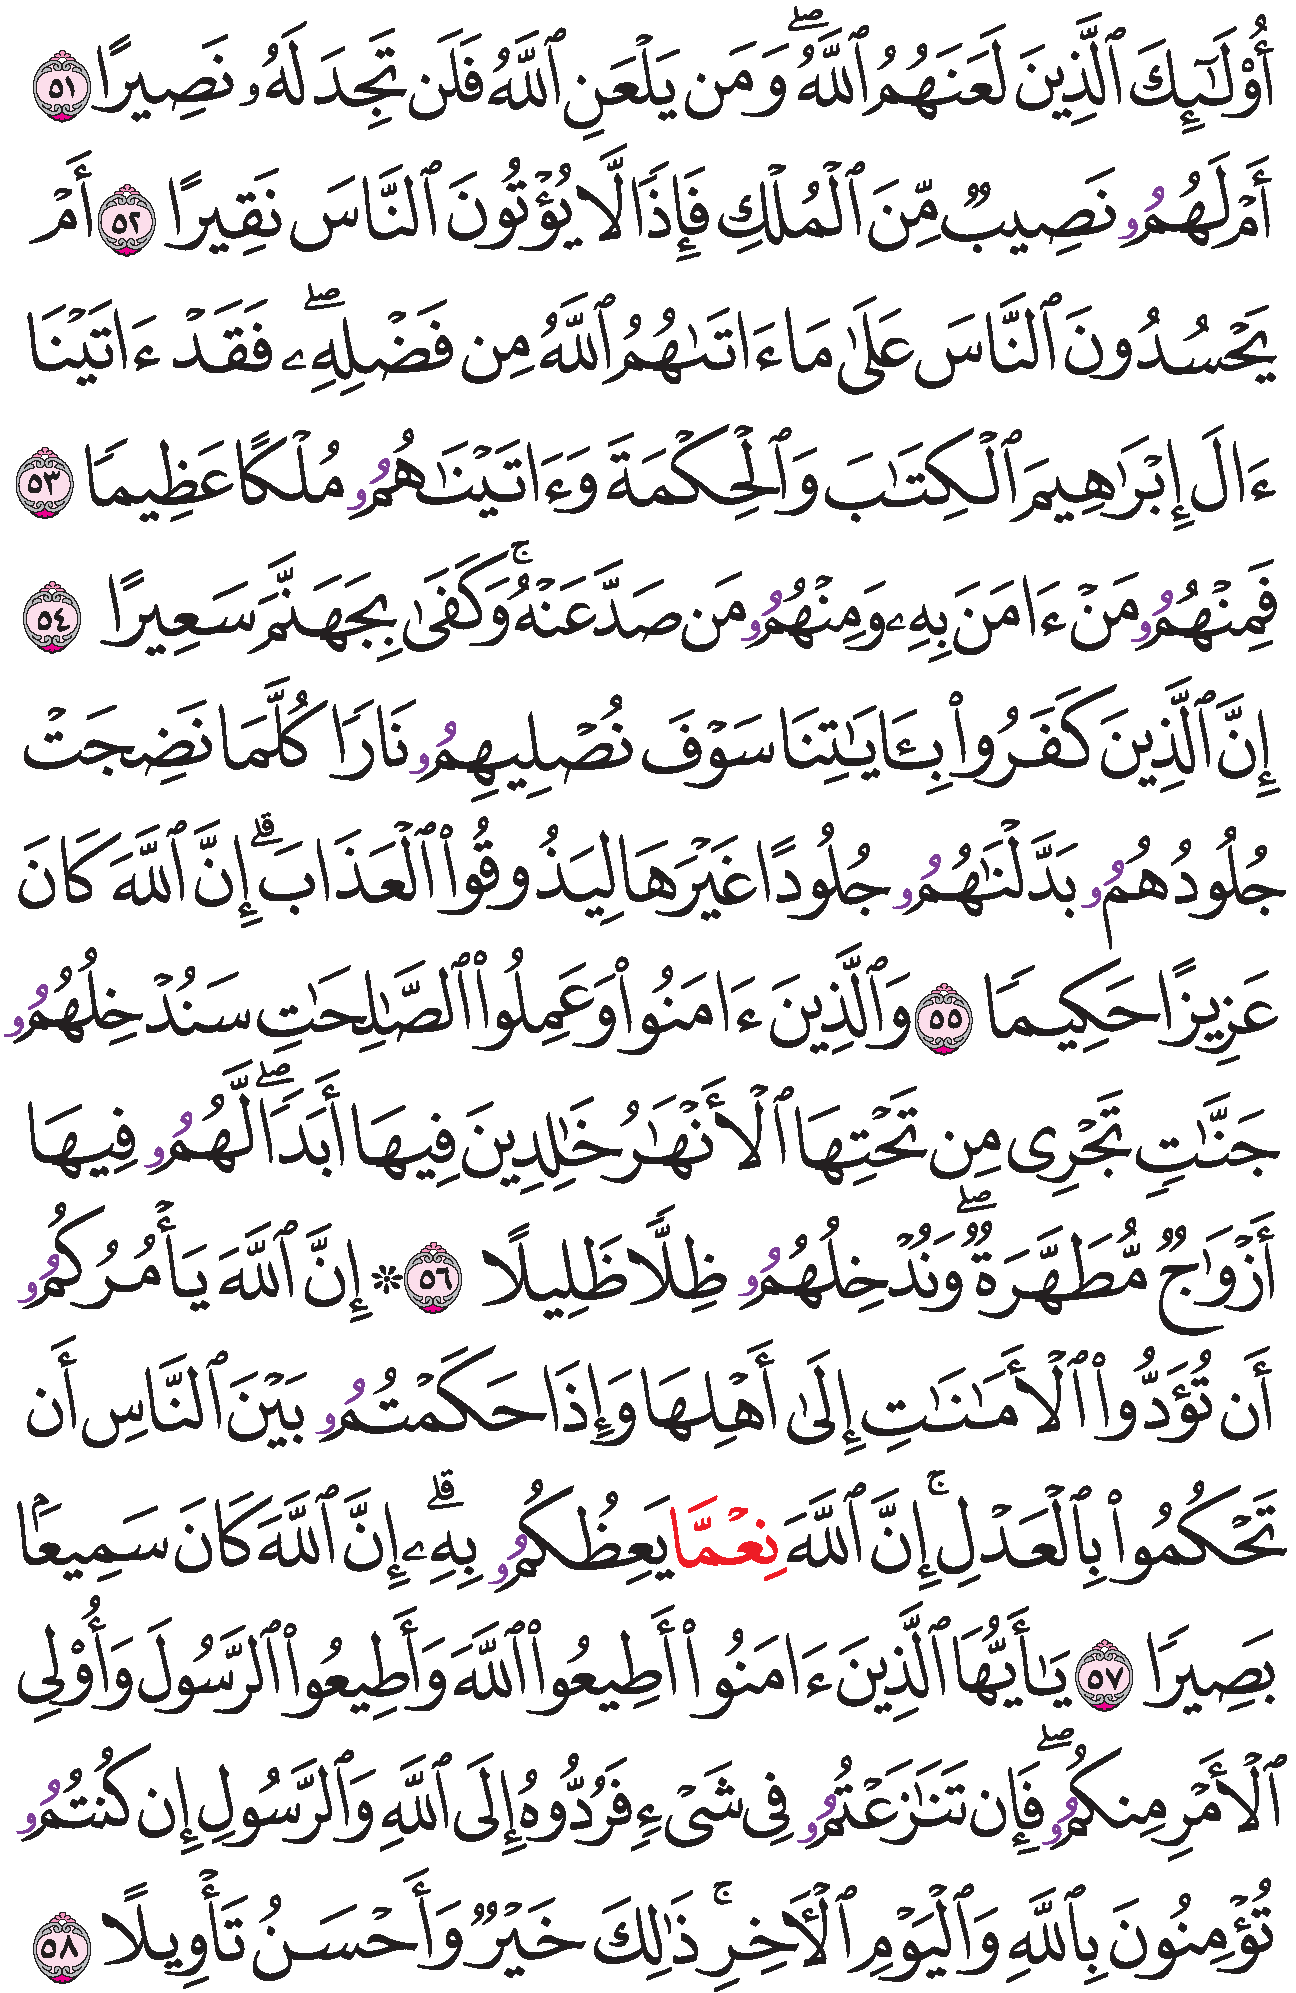 أُوْلَٰٓئِكَ ٱلَّذِينَ لَعَنَهُمُ ٱللَّهُۖ وَمَن يَلْعَنِ ٱللَّهُ فَلَن تَجِدَ لَهُۥ نَصِيرًا ٥١
أَمْ لَهُمُۥ نَصِيبٌ مِّنَ ٱلْمُلْكِ فَإِذًا لَّا يُؤْتُونَ ٱلنَّاسَ نَقِيرًا ٥٢ أَمْ
يَحْسُدُونَ ٱلنَّاسَ عَلَىٰ مَا ءَاتَىٰهُمُ ٱللَّهُ مِن فَضْلِهِۦۖ فَقَدْ ءَاتَيْنَا
ءَالَ إِبْرَٰهِيمَ ٱلْكِتَٰبَ وَٱلْحِكْمَةَ وَءَاتَيْنَٰهُمُۥ مُلْكًا عَظِيمًا ٥٣
فَمِنْهُمُۥ مَنْ ءَامَنَ بِهِۦ وَمِنْهُمُۥ مَن صَدَّ عَنْهُۚ وَكَفَىٰ بِجَهَنَّمَ سَعِيرًا ٥٤
إِنَّ ٱلَّذِينَ كَفَرُواْ بِـَٔايَٰتِنَا سَوْفَ نُصْلِيهِمُۥ نَارًا كُلَّمَا نَضِجَتْ
جُلُودُهُمُۥ بَدَّلْنَٰهُمُۥ جُلُودًا غَيْرَهَا لِيَذُوقُواْ ٱلْعَذَابَۗ إِنَّ ٱللَّهَ كَانَ
عَزِيزًا حَكِيمًا ٥٥ وَٱلَّذِينَ ءَامَنُواْ وَعَمِلُواْ ٱلصَّٰلِحَٰتِ سَنُدْخِلُهُمُۥ
جَنَّٰتٍ تَجْرِى مِن تَحْتِهَا ٱلْأَنْهَٰرُ خَٰلِدِينَ فِيهَا أَبَدًاۖ لَّهُمُۥ فِيهَا
أَزْوَٰجٌ مُّطَهَّرَةٌۖ وَنُدْخِلُهُمُۥ ظِلًّا ظَلِيلًا ٥٦ ۞ إِنَّ ٱللَّهَ يَأْمُرُكُمُۥ
أَن تُؤَدُّواْ ٱلْأَمَٰنَٰتِ إِلَىٰ أَهْلِهَا وَإِذَا حَكَمْتُمُۥ بَيْنَ ٱلنَّاسِ أَن
تَحْكُمُواْ بِٱلْعَدْلِۚ إِنَّ ٱللَّهَ نِعْمَّا يَعِظُكُمُۥ بِهِۦۗ إِنَّ ٱللَّهَ كَانَ سَمِيعًۢا
بَصِيرًا ٥٧ يَٰأَيُّهَا ٱلَّذِينَ ءَامَنُواْ أَطِيعُواْ ٱللَّهَ وَأَطِيعُواْ ٱلرَّسُولَ وَأُوْلِى
ٱلْأَمْرِ مِنكُمُۥۖ فَإِن تَنَٰزَعْتُمُۥ فِى شَىْءٍ فَرُدُّوهُ إِلَى ٱللَّهِ وَٱلرَّسُولِ إِن كُنتُمُۥ
تُؤْمِنُونَ بِٱللَّهِ وَٱلْيَوْمِ ٱلْأَخِرِۚ ذَٰلِكَ خَيْرٌ وَأَحْسَنُ تَأْوِيلًا ٥٨